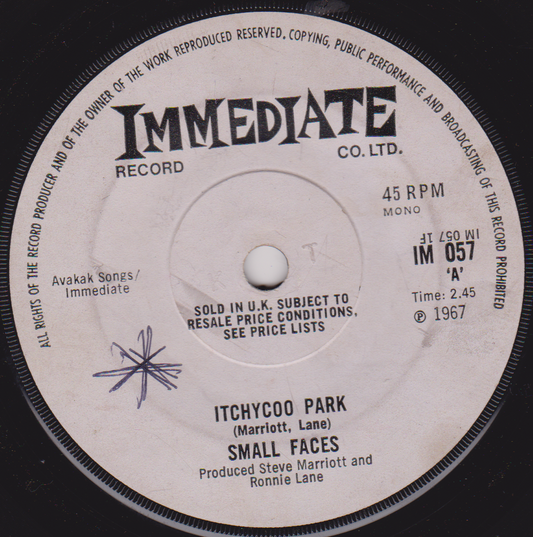 ALL RIGHTS OF THE RECORD PRODUCER AND OF THE OWNER OF THE WORK REPRODUCED RESERVED. COPYING, PUBLIC PERFORMANCE AND BROADCASTING OF THIS RECORD PROHIBITED
IMMEDIATE
RECORD CO. LTD.
45 RPM
MONO
IM 057 1F
IM 057
'A'
Time: 2.45
℗ 1967
Avakak Songs/
Immediate
SOLD IN U.K. SUBJECT TO
RESALE PRICE CONDITIONS,
SEE PRICE LISTS
ITCHYCOO PARK
(Marriott, Lane)
SMALL FACES
Produced Steve Marriott and
Ronnie Lane